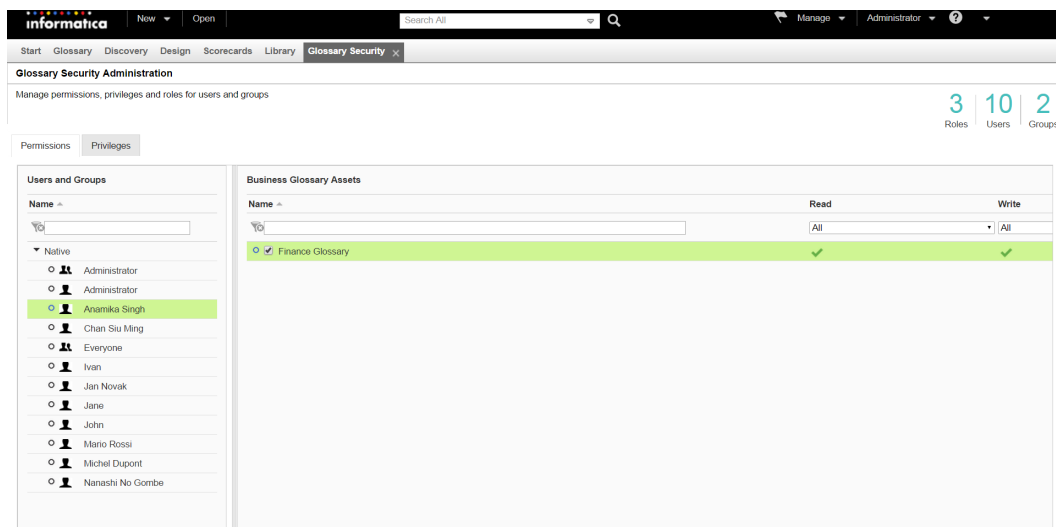 informatica New Open Search All Manage Administrator ?
Start Glossary Discovery Design Scorecards Library Glossary Security ×
Glossary Security Administration
Manage permissions, privileges and roles for users and groups
3 10 2
Roles Users Groups
Permissions Privileges
Users and Groups Business Glossary Assets
Name Name Read Write
All All
Native Finance Glossary
Administrator
Administrator
Anamika Singh
Chan Siu Ming
Everyone
Ivan
Jan Novak
Jane
John
Mario Rossi
Michel Dupont
Nanashi No Gombe